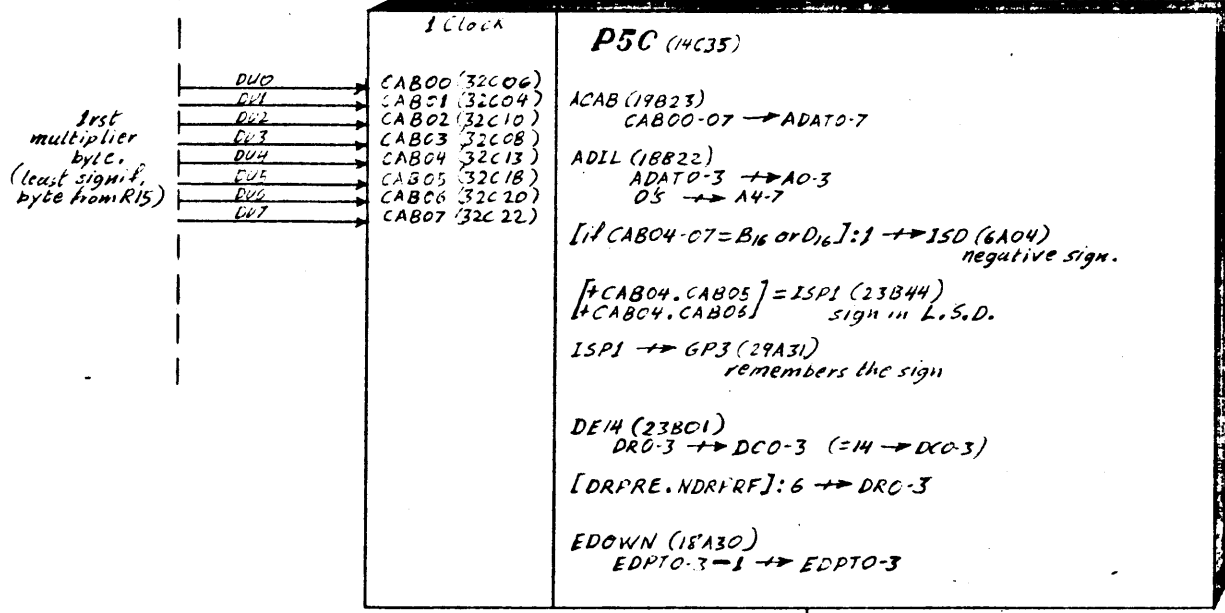 1 Clock
P5C (14C35)
DU0
DU1
DU2
DU3
DU4
DU5
DU6
DU7
1rst
multiplier
byte.
(least signif.
byte from R15)
CAB00 (32C06)
CAB01 (32C04)
CAB02 (32C10)
CAB03 (32C08)
CAB04 (32C13)
CAB05 (32C18)
CAB06 (32C20)
CAB07 (32C22)
ACAB (19B23)
CAB00-07 → ADAT0-7
ADIL (18B22)
ADAT0-3 ↛ A0-3
0's ↛ A4-7
[if CAB04-07 = B₁₆ or D₁₆]: 1 ↛ ISD (6A04)
negative sign.
[+CAB04.CAB05
+CAB04.CAB06] = ISP1 (23B44)
sign in L.S.D.
ISP1 ↛ GP3 (29A31)
remembers the sign
DE14 (23B01)
DR0-3 ↛ DC0-3 (=14 → DC0-3)
[DRPRE.NDRPRF]: 6 ↛ DR0-3
EDOWN (18A30)
EDPT0-3 - 1 ↛ EDPT0-3